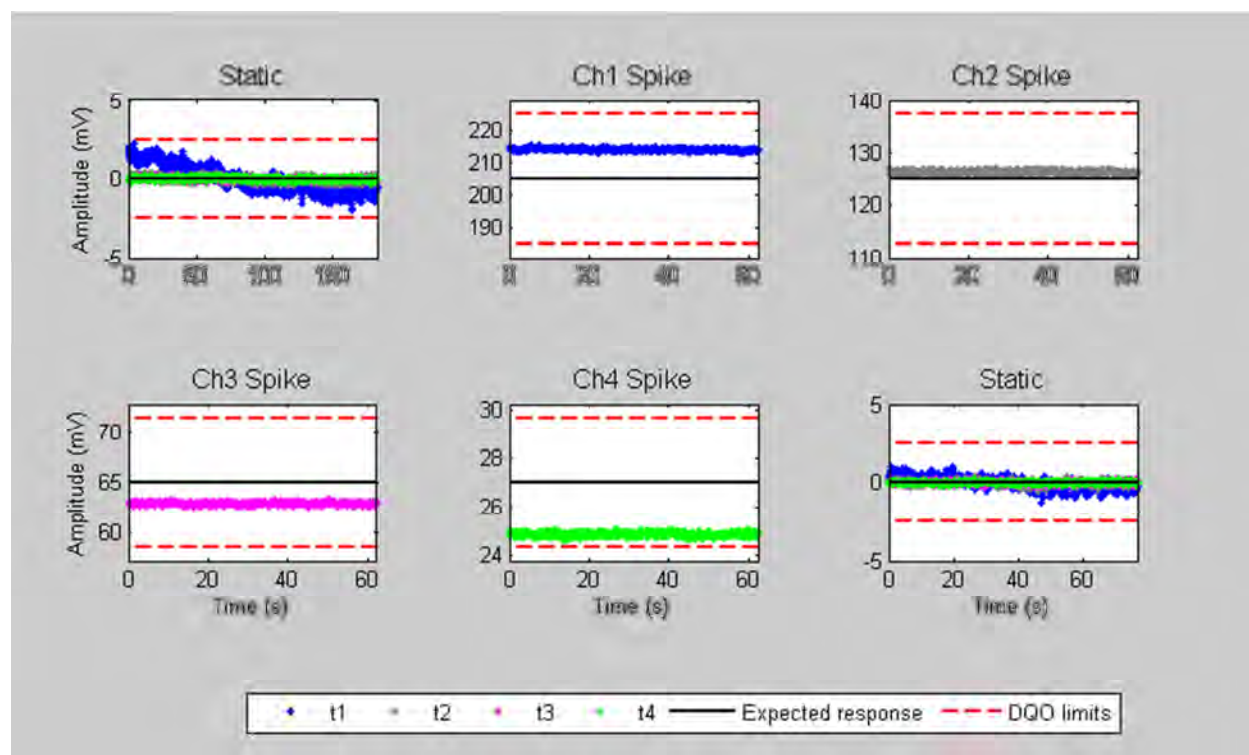 Static
Ch1 Spike
Ch2 Spike
Amplitude (mV)
5
0
-5
220
210
200
190
140
130
120
110
Ch3 Spike
Ch4 Spike
Static
Amplitude (mV)
70
65
60
0 20 40 60
Time (s)
30
28
26
24
0 20 40 60
Time (s)
5
0
-5
0 20 40 60
Time (s)
t1 t2 t3 t4 Expected response DQO limits